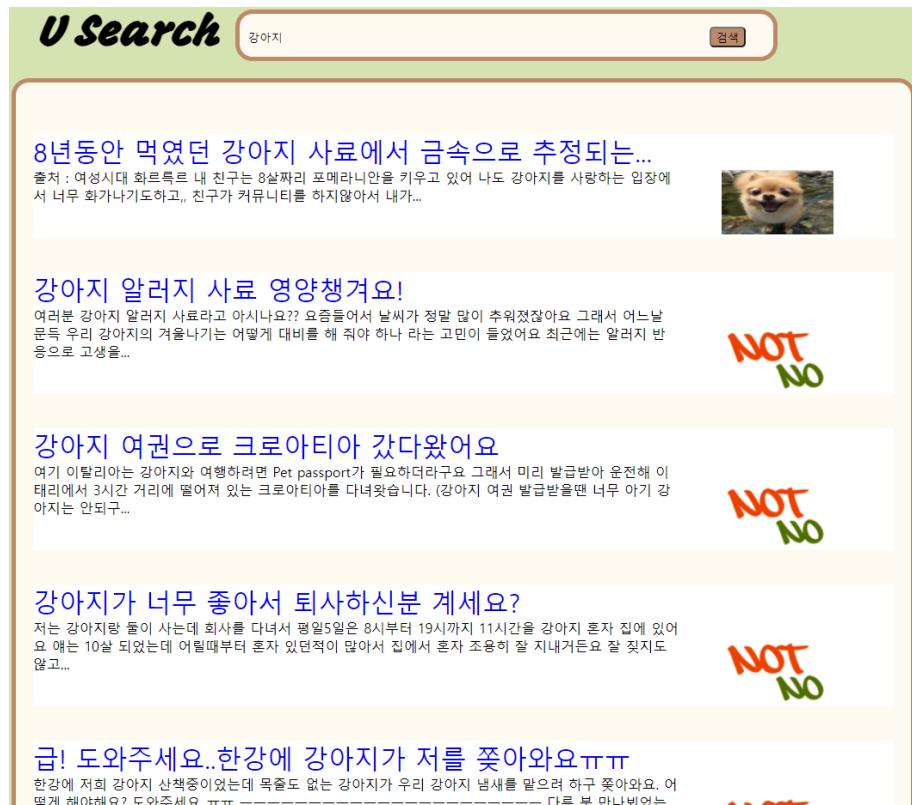 U Search
강아지
검색
8년동안 먹였던 강아지 사료에서 금속으로 추정되는...
출처 : 여성시대 화르륵르 내 친구는 8살짜리 포메라니안을 키우고 있어 나도 강아지를 사랑하는 입장에
서 너무 화가나기도하고,, 친구가 커뮤니티를 하지않아서 내가...
강아지 알러지 사료 영양챙겨요!
여러분 강아지 알러지 사료라고 아시나요?? 요즘들어서 날씨가 정말 많이 추워졌잖아요 그래서 어느날
문득 우리 강아지의 겨울나기는 어떻게 대비를 해 줘야 하나 라는 고민이 들었어요 최근에는 알러지 반
응으로 고생을...
NOT
NO
강아지 여권으로 크로아티아 갔다왔어요
여기 이탈리아는 강아지와 여행하려면 Pet passport가 필요하더라구요 그래서 미리 발급받아 운전해 이
태리에서 3시간 거리에 떨어져 있는 크로아티아를 다녀왓습니다. (강아지 여권 발급받을땐 너무 아기 강
아지는 안되구...
NOT
NO
강아지가 너무 좋아서 퇴사하신분 계세요?
저는 강아지랑 둘이 사는데 회사를 다녀서 평일5일은 8시부터 19시까지 11시간을 강아지 혼자 집에 있어
요 얘는 10살 되었는데 어릴때부터 혼자 있던적이 많아서 집에서 혼자 조용히 잘 지내거든요 잘 짖지도
않고...
NOT
NO
급! 도와주세요..한강에 강아지가 저를 쫒아와요ㅠㅠ
한강에 저희 강아지 산책중이었는데 목줄도 없는 강아지가 우리 강아지 냄새를 맡으려 하구 쫒아와요. 어
떻게 해야해요? 도와주세요 ㅠㅠ ㅡㅡㅡㅡㅡㅡㅡㅡㅡㅡㅡㅡㅡㅡㅡㅡㅡㅡㅡㅡㅡㅡ 다른 분 만나뵈었는